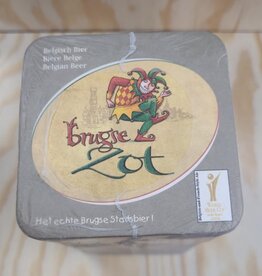 Belgisch Bier
Bière Belge
Belgian Beer
Brugse
Zot
Het echte Brugse Stadsbier!